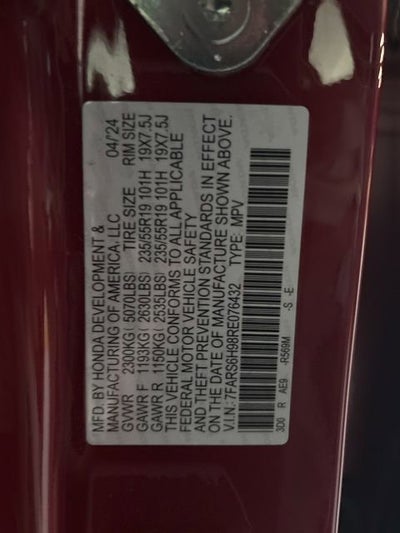 MFD. BY HONDA DEVELOPMENT &
MANUFACTURING OF AMERICA, LLC 04/24
GVWR 2300KG (5070LBS) TIRE SIZE RIM SIZE
GAWR F 1193KG (2630LBS) 235/55R19 101H 19X7.5J
GAWR R 1150KG (2535LBS) 235/55R19 101H 19X7.5J
THIS VEHICLE CONFORMS TO ALL APPLICABLE
FEDERAL MOTOR VEHICLE SAFETY
AND THEFT PREVENTION STANDARDS IN EFFECT
ON THE DATE OF MANUFACTURE SHOWN ABOVE.
V.I.N.: 7FARS6H98RE076432 TYPE: MPV
3D0 R AE9 -R569M -S -E